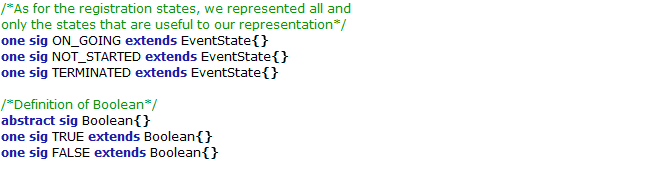 /*As for the registration states, we represented all and
only the states that are useful to our representation*/
one sig ON_GOING extends EventState{}
one sig NOT_STARTED extends EventState{}
one sig TERMINATED extends EventState{}
/*Definition of Boolean*/
abstract sig Boolean{}
one sig TRUE extends Boolean{}
one sig FALSE extends Boolean{}